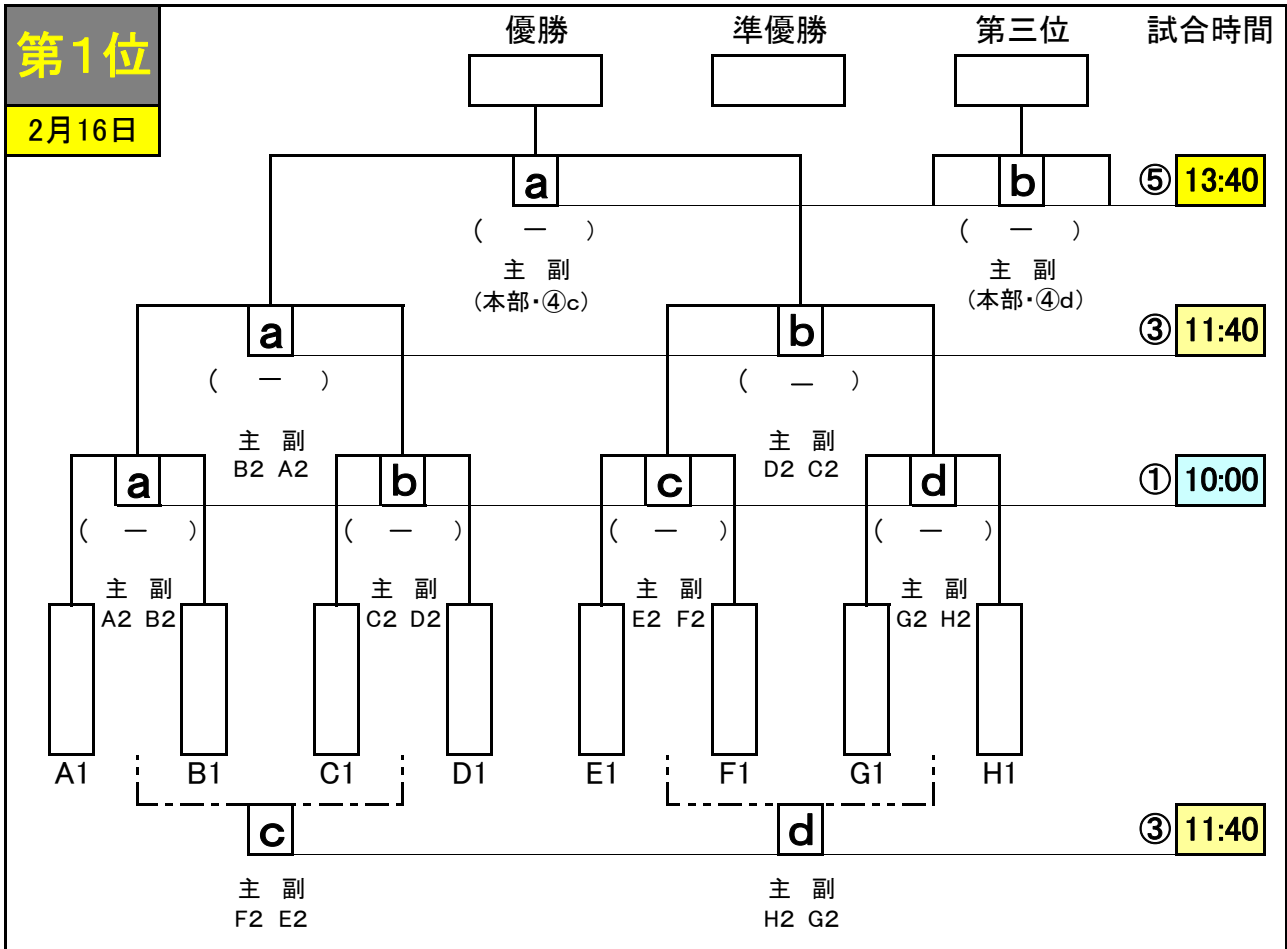 第1位
2月16日
優勝 準優勝 第三位 試合時間
a b ⑤ 13:40
( ー ) ( ー )
主 副 主 副
(本部・④c) (本部・④d)
a b ③ 11:40
( ー ) ( ー )
主 副 主 副
B2 A2 D2 C2
a b c d ① 10:00
( ー ) ( ー ) ( ー ) ( ー )
主 副 主 副 主 副 主 副
A2 B2 C2 D2 E2 F2 G2 H2
A1 B1 C1 D1 E1 F1 G1 H1
c d ③ 11:40
主 副 主 副
F2 E2 H2 G2